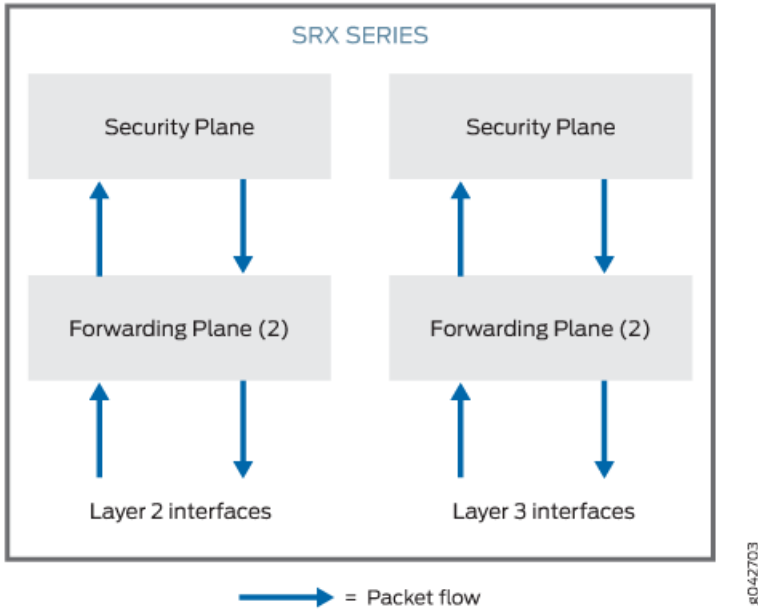 SRX SERIES
Security Plane
Security Plane
Forwarding Plane (2)
Forwarding Plane (2)
Layer 2 interfaces
Layer 3 interfaces
= Packet flow
g042703